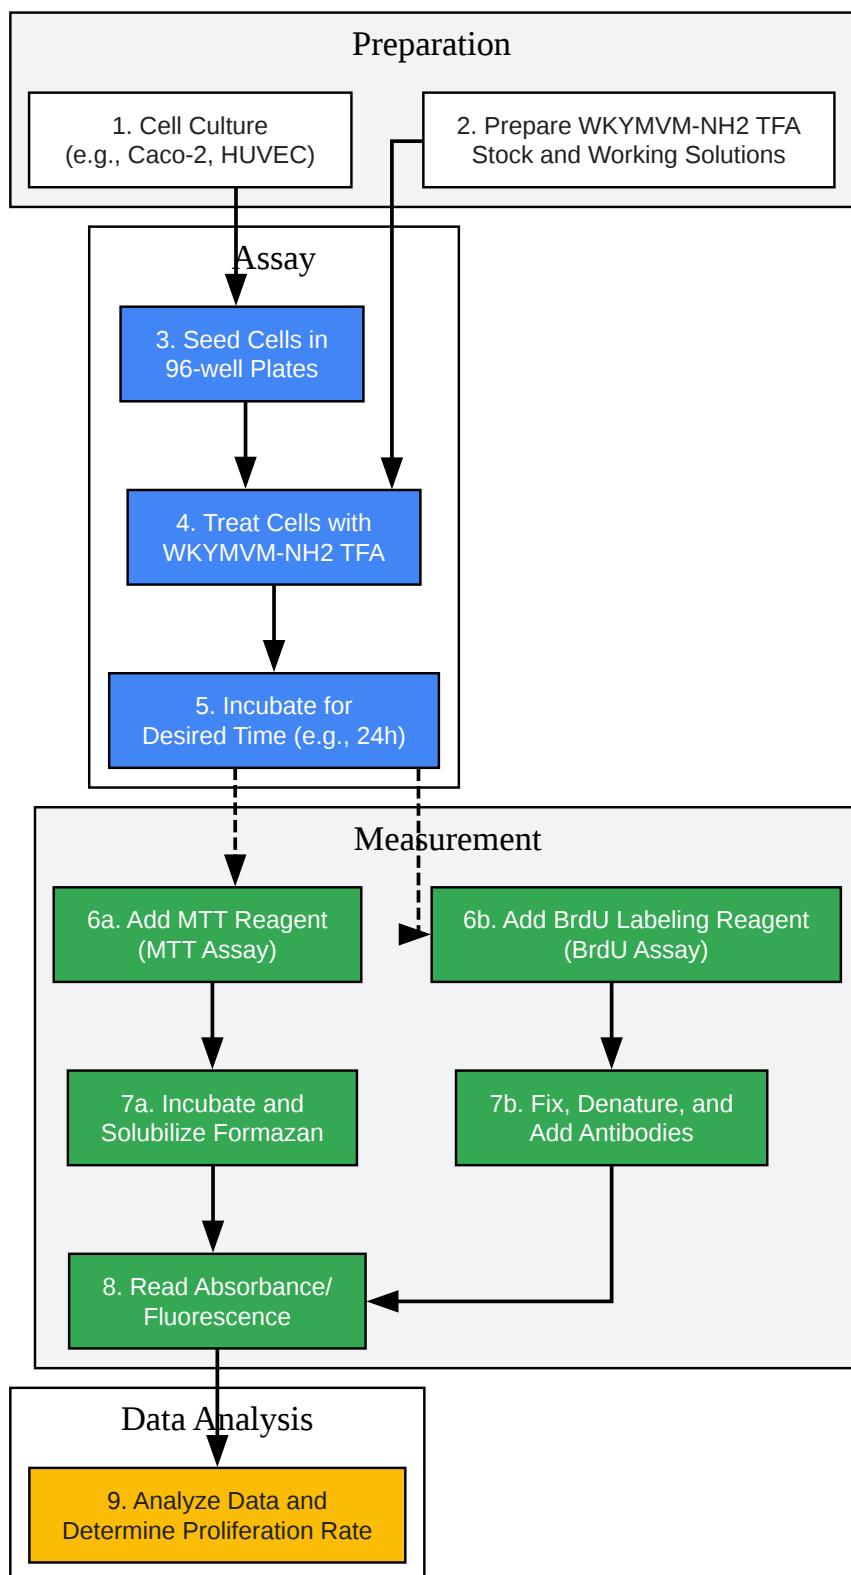 Preparation
1. Cell Culture
(e.g., Caco-2, HUVEC)
2. Prepare WKYMVM-NH2 TFA
Stock and Working Solutions
Assay
3. Seed Cells in
96-well Plates
4. Treat Cells with
WKYMVM-NH2 TFA
5. Incubate for
Desired Time (e.g., 24h)
Measurement
6a. Add MTT Reagent
(MTT Assay)
6b. Add BrdU Labeling Reagent
(BrdU Assay)
7a. Incubate and
Solubilize Formazan
7b. Fix, Denature, and
Add Antibodies
8. Read Absorbance/
Fluorescence
Data Analysis
9. Analyze Data and
Determine Proliferation Rate